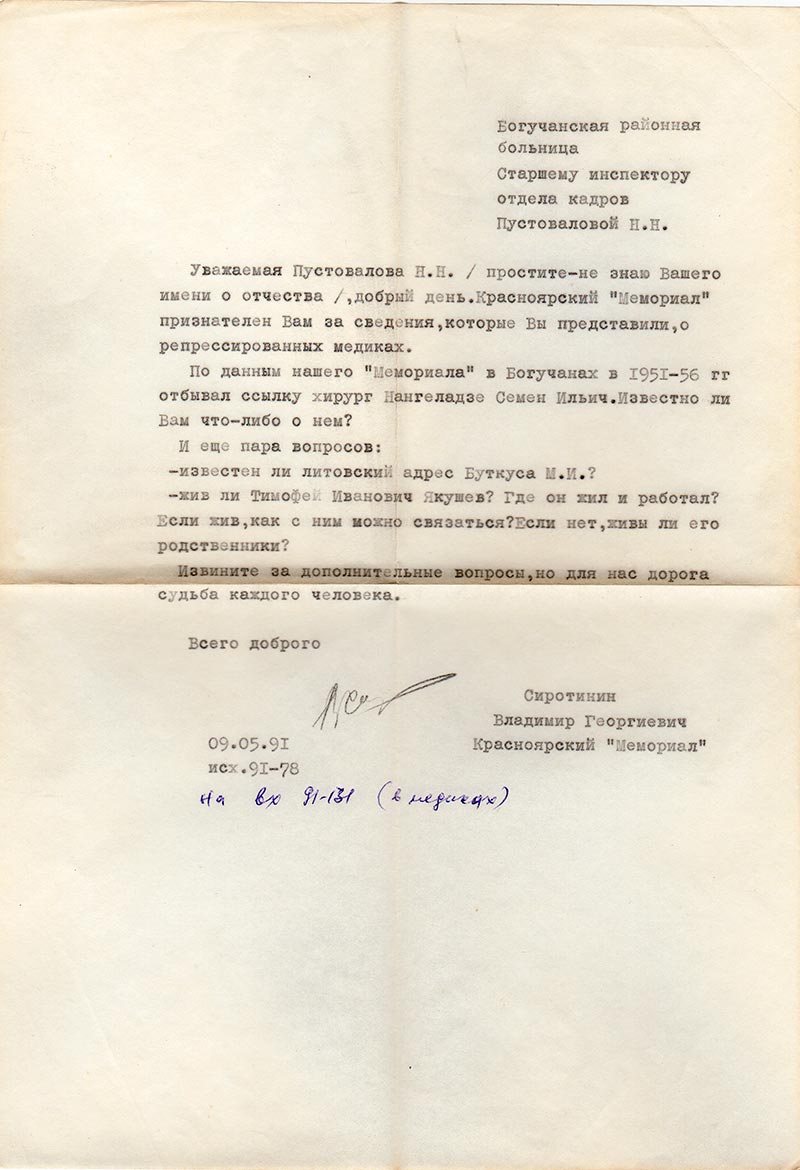 Богучанская районная
больница
Старшему инспектору
отдела кадров
Пустоваловой Н.Н.
Уважаемая Пустовалова Н.Н. / простите-не знаю Вашего
имени о отчества /,добрый день.Красноярский "Мемориал"
признателен Вам за сведения,которые Вы представили,о
репрессированных медиках.
По данным нашего "Мемориала" в Богучанах в 1951-56 гг
отбывал ссылку хирург Нангеладзе Семен Ильич.Известно ли
Вам что-либо о нем?
И еще пара вопросов:
-известен ли литовский адрес Буткуса М.И.?
-жив ли Тимофей Иванович Якушев? Где он жил и работал?
Если жив,как с ним можно связаться?Если нет,живы ли его
родственники?
Извините за дополнительные вопросы,но для нас дорога
судьба каждого человека.
Всего доброго
Сиротинин
Владимир Георгиевич
09.05.91
Красноярский "Мемориал"
исх.91-78
на вх 91-131 (в медиках)